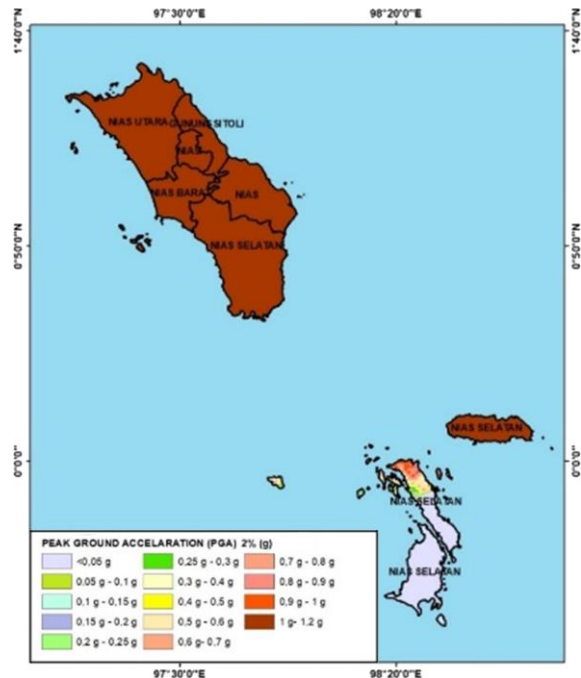 97°30'0"E 98°20'0"E
1°40'0"N
NIAS UTARA GUNUNGSITOLI
NIAS
NIAS BARA NIAS
NIAS SELATAN
0°50'0"N 0°50'0"N
NIAS SELATAN
0°0'0" 0°0'0"
NIAS SELATAN
NIAS SELATAN
PEAK GROUND ACCELARATION (PGA) 2% (g)
<0,05 g 0.25 g - 0.3 g 0.7 g - 0.8 g
0.05 g - 0.1 g 0.3 g - 0.4 g 0.8 g - 0.9 g
0.1 g - 0.15 g 0.4 g - 0.5 g 0.9 g - 1 g
0.15 g - 0.2 g 0.5 g - 0.6 g 1 g- 1.2 g
0.2 g - 0.25 g 0.6 g - 0.7 g
97°30'0"E 98°20'0"E